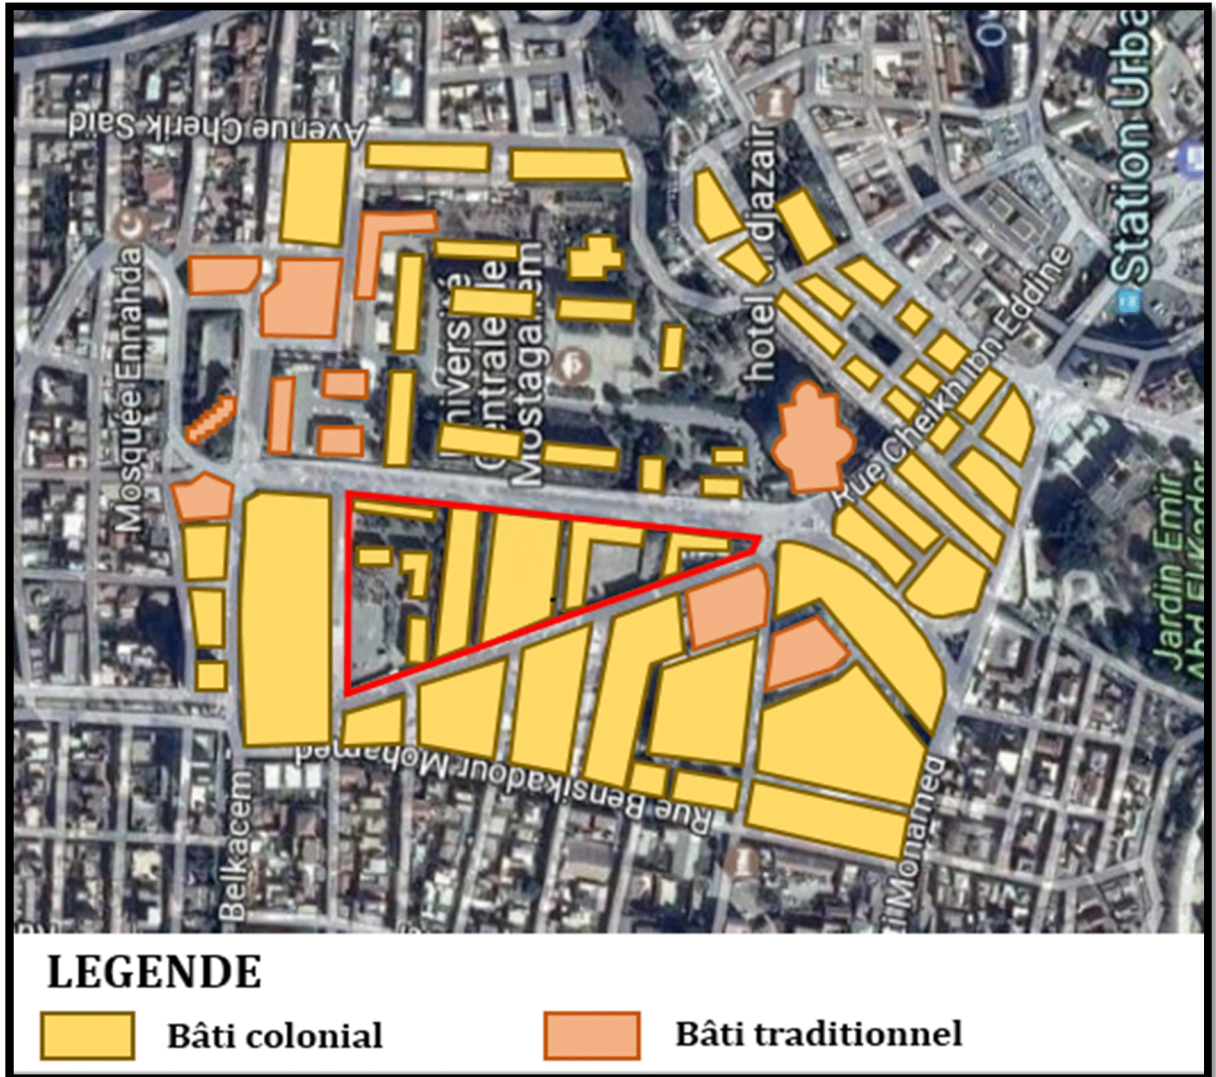 Avenue Cherik Said
Mosquée Ennahda
Université
Centrale de
Mostaganem
hotel
djazair
Station Urba
Rue Cheikh Ibn Eddine
Jardin Emir
Abd El Kader
Rue Bensikadour Mohamed
Belkacem
i Mohamed
LEGENDE
Bâti colonial
Bâti traditionnel